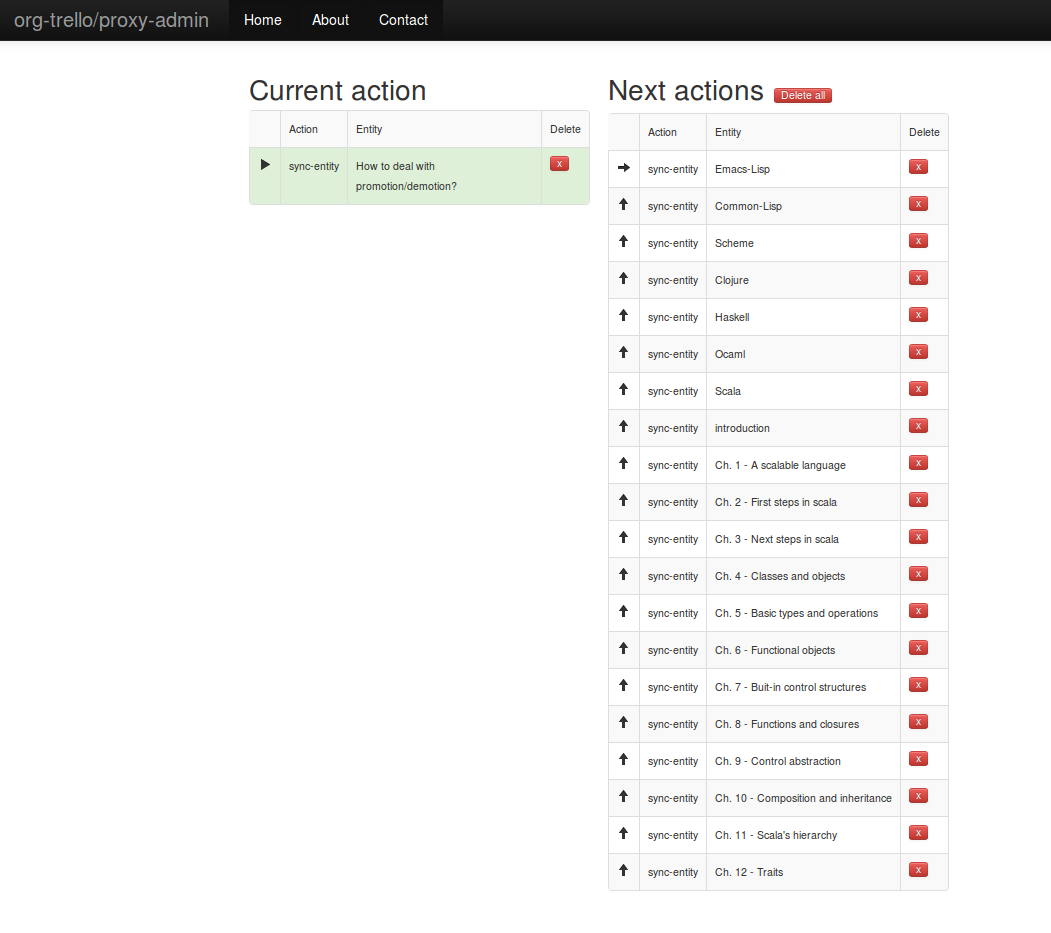 org-trello/proxy-admin Home About Contact
Current action
Action Entity Delete
sync-entity How to deal with x
promotion/demotion?
Next actions Delete all
Action Entity Delete
sync-entity Emacs-Lisp x
sync-entity Common-Lisp x
sync-entity Scheme x
sync-entity Clojure x
sync-entity Haskell x
sync-entity Ocaml x
sync-entity Scala x
sync-entity introduction x
sync-entity Ch. 1 - A scalable language x
sync-entity Ch. 2 - First steps in scala x
sync-entity Ch. 3 - Next steps in scala x
sync-entity Ch. 4 - Classes and objects x
sync-entity Ch. 5 - Basic types and operations x
sync-entity Ch. 6 - Functional objects x
sync-entity Ch. 7 - Buit-in control structures x
sync-entity Ch. 8 - Functions and closures x
sync-entity Ch. 9 - Control abstraction x
sync-entity Ch. 10 - Composition and inheritance x
sync-entity Ch. 11 - Scala's hierarchy x
sync-entity Ch. 12 - Traits x